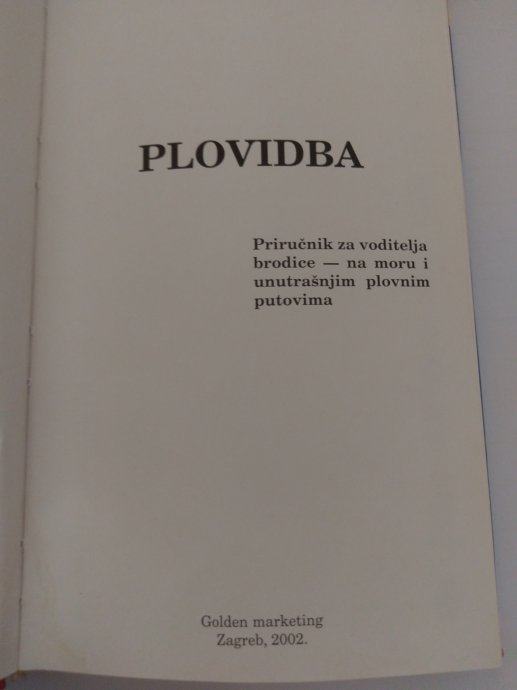 PLOVIDBA
Priručnik za voditelja
brodice — na moru i
unutrašnjim plovnim
putovima
Golden marketing
Zagreb, 2002.